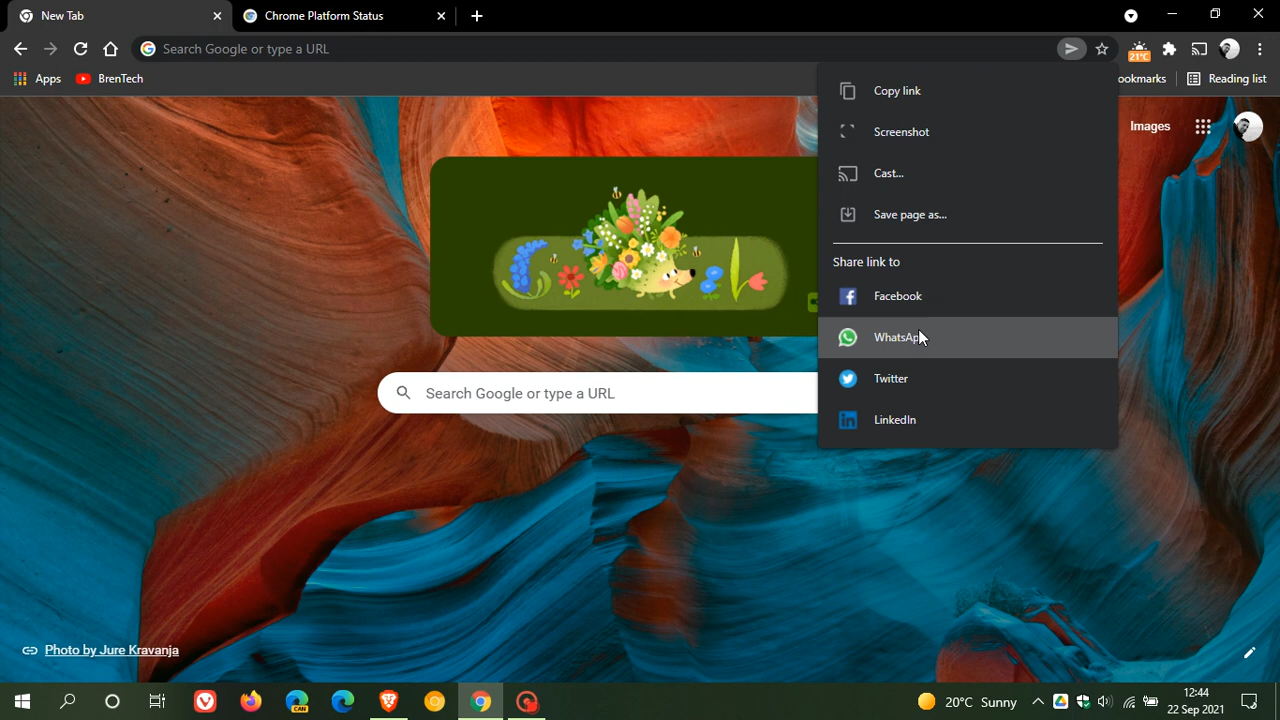 New Tab
Chrome Platform Status
Search Google or type a URL
21°C
Apps
BrenTech
ookmarks
Reading list
Copy link
Images
Screenshot
Cast...
Save page as...
Share link to
Facebook
WhatsAp
Twitter
Search Google or type a URL
LinkedIn
Photo by Jure Kravanja
CAN
20°C Sunny
12:44
22 Sep 2021